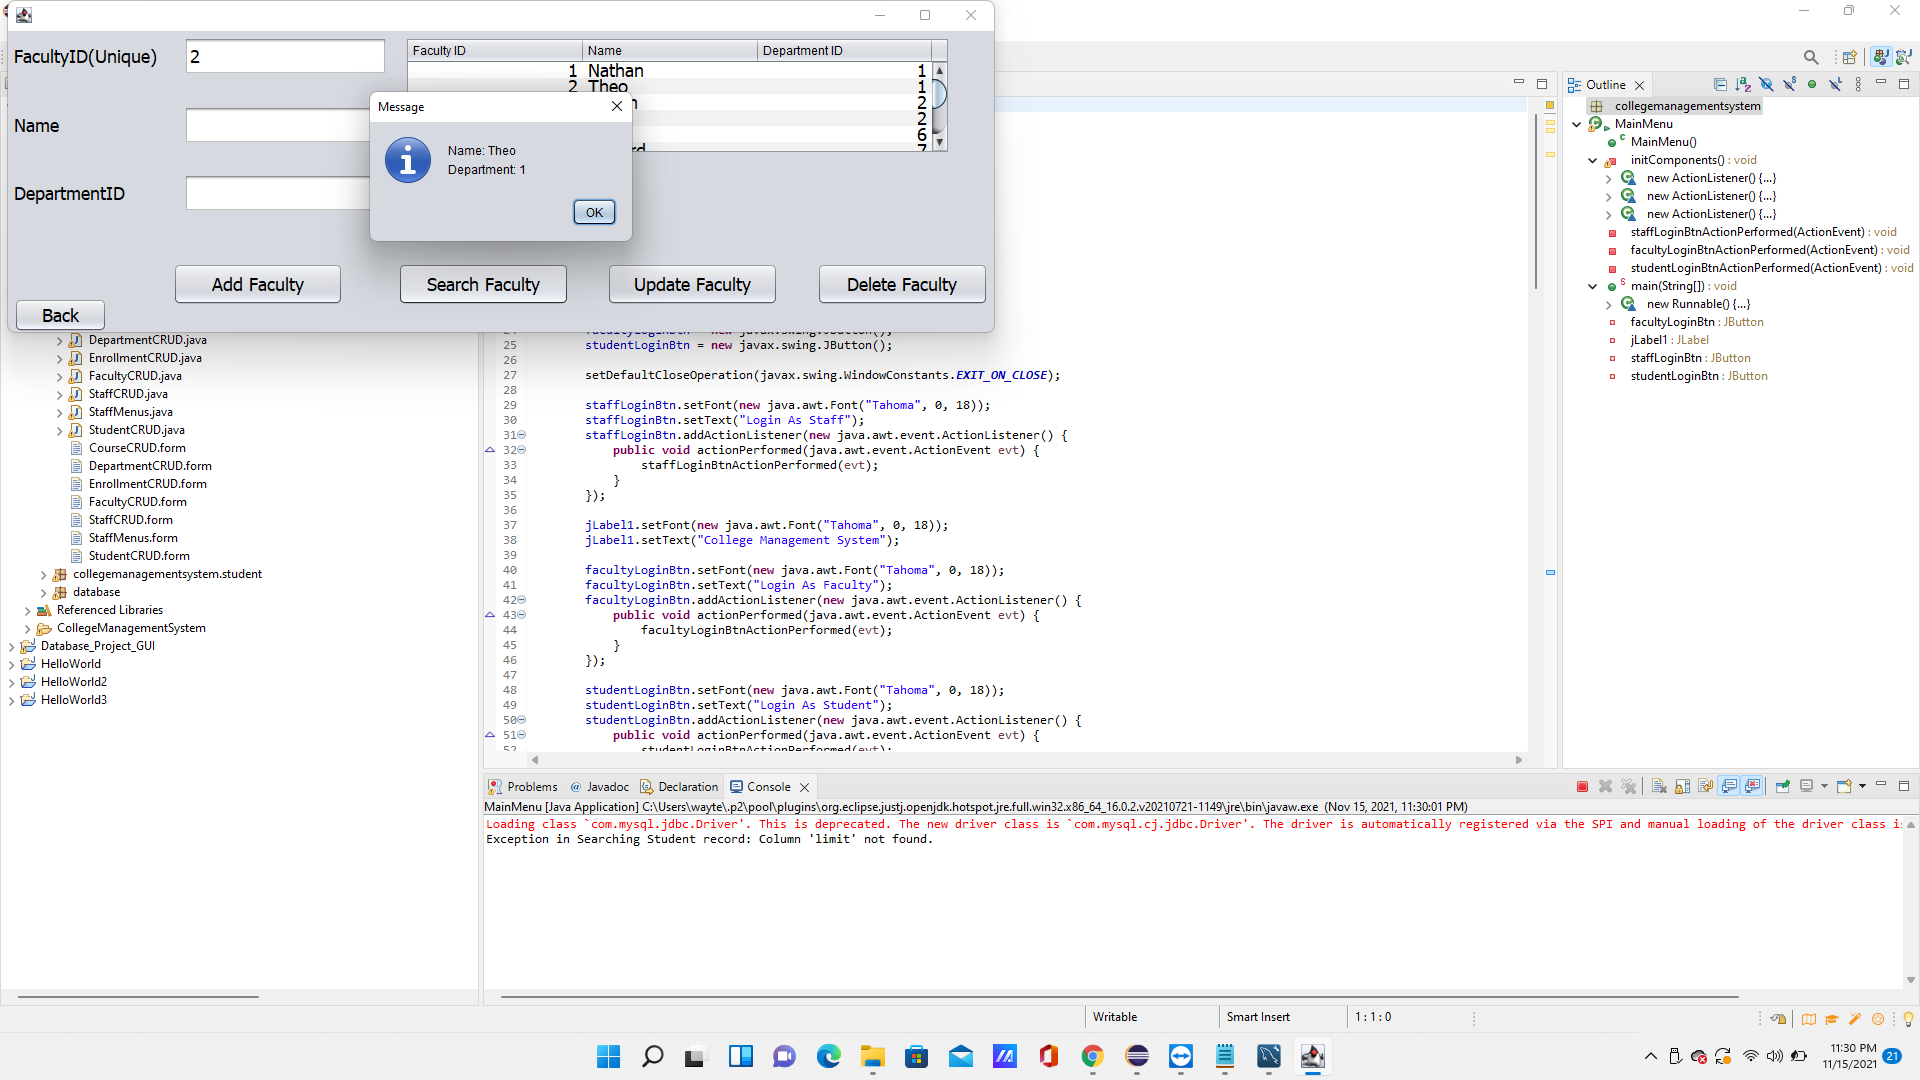 FacultyID(Unique)
2
Faculty ID
Name
Department ID
1
Nathan
1
2
Theo
1
2
2
6
7
Message
Name: Theo
Department: 1
OK
Name
DepartmentID
Add Faculty
Search Faculty
Update Faculty
Delete Faculty
Back
DepartmentCRUD.java
EnrollmentCRUD.java
FacultyCRUD.java
StaffCRUD.java
StaffMenus.java
StudentCRUD.java
CourseCRUD.form
DepartmentCRUD.form
EnrollmentCRUD.form
FacultyCRUD.form
StaffCRUD.form
StaffMenus.form
StudentCRUD.form
collegemanagementsystem.student
database
Referenced Libraries
CollegeManagementSystem
Database_Project_GUI
HelloWorld
HelloWorld2
HelloWorld3
24 facultyLoginBtn = new javax.swing.JButton();
25 studentLoginBtn = new javax.swing.JButton();
26
27 setDefaultCloseOperation(javax.swing.WindowConstants.EXIT_ON_CLOSE);
28
29 staffLoginBtn.setFont(new java.awt.Font("Tahoma", 0, 18));
30 staffLoginBtn.setText("Login As Staff");
31 staffLoginBtn.addActionListener(new java.awt.event.ActionListener() {
32 public void actionPerformed(java.awt.event.ActionEvent evt) {
33 staffLoginBtnActionPerformed(evt);
34 }
35 });
36
37 jLabel1.setFont(new java.awt.Font("Tahoma", 0, 18));
38 jLabel1.setText("College Management System");
39
40 facultyLoginBtn.setFont(new java.awt.Font("Tahoma", 0, 18));
41 facultyLoginBtn.setText("Login As Faculty");
42 facultyLoginBtn.addActionListener(new java.awt.event.ActionListener() {
43 public void actionPerformed(java.awt.event.ActionEvent evt) {
44 facultyLoginBtnActionPerformed(evt);
45 }
46 });
47
48 studentLoginBtn.setFont(new java.awt.Font("Tahoma", 0, 18));
49 studentLoginBtn.setText("Login As Student");
50 studentLoginBtn.addActionListener(new java.awt.event.ActionListener() {
51 public void actionPerformed(java.awt.event.ActionEvent evt) {
52 studentLoginBtnActionPerformed(evt);
Outline
collegemanagementsystem
MainMenu
MainMenu()
initComponents() : void
new ActionListener() {...}
new ActionListener() {...}
new ActionListener() {...}
staffLoginBtnActionPerformed(ActionEvent) : void
facultyLoginBtnActionPerformed(ActionEvent) : void
studentLoginBtnActionPerformed(ActionEvent) : void
main(String[]) : void
new Runnable() {...}
facultyLoginBtn : JButton
jLabel1 : JLabel
staffLoginBtn : JButton
studentLoginBtn : JButton
Problems
@ Javadoc
Declaration
Console
MainMenu [Java Application] C:\Users\wayte\.p2\pool\plugins\org.eclipse.justj.openjdk.hotspot.jre.full.win32.x86_64_16.0.2.v20210721-1149\jre\bin\javaw.exe (Nov 15, 2021, 11:30:01 PM)
Loading class `com.mysql.jdbc.Driver'. This is deprecated. The new driver class is `com.mysql.cj.jdbc.Driver'. The driver is automatically registered via the SPI and manual loading of the driver class i
Exception in Searching Student record: Column 'limit' not found.
Writable
Smart Insert
1 : 1 : 0
11:30 PM
11/15/2021
21